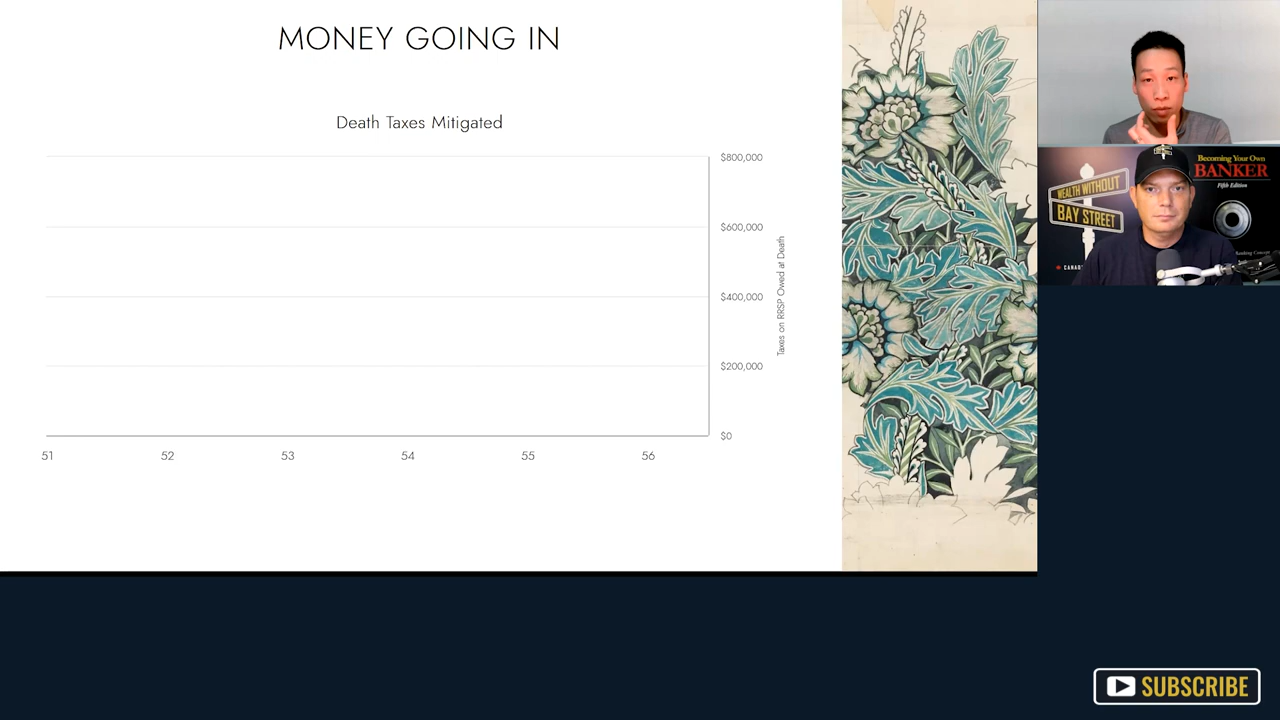 MONEY GOING IN
Death Taxes Mitigated
$800,000
$600,000
$400,000
$200,000
$0
Taxes on RRSP Owed at Death
51 52 53 54 55 56
WEALTH WITHOUT
BAY STREET
Becoming Your Own
BANKER
Fifth Edition
Banking Concept
SUBSCRIBE